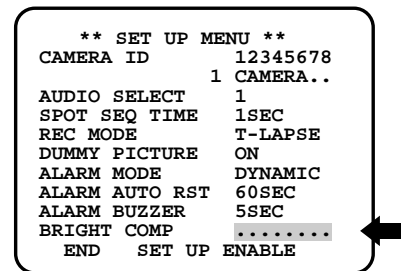 ** SET UP MENU **
CAMERA ID 12345678
1 CAMERA..
AUDIO SELECT 1
SPOT SEQ TIME 1SEC
REC MODE T-LAPSE
DUMMY PICTURE ON
ALARM MODE DYNAMIC
ALARM AUTO RST 60SEC
ALARM BUZZER 5SEC
BRIGHT COMP ........
END SET UP ENABLE